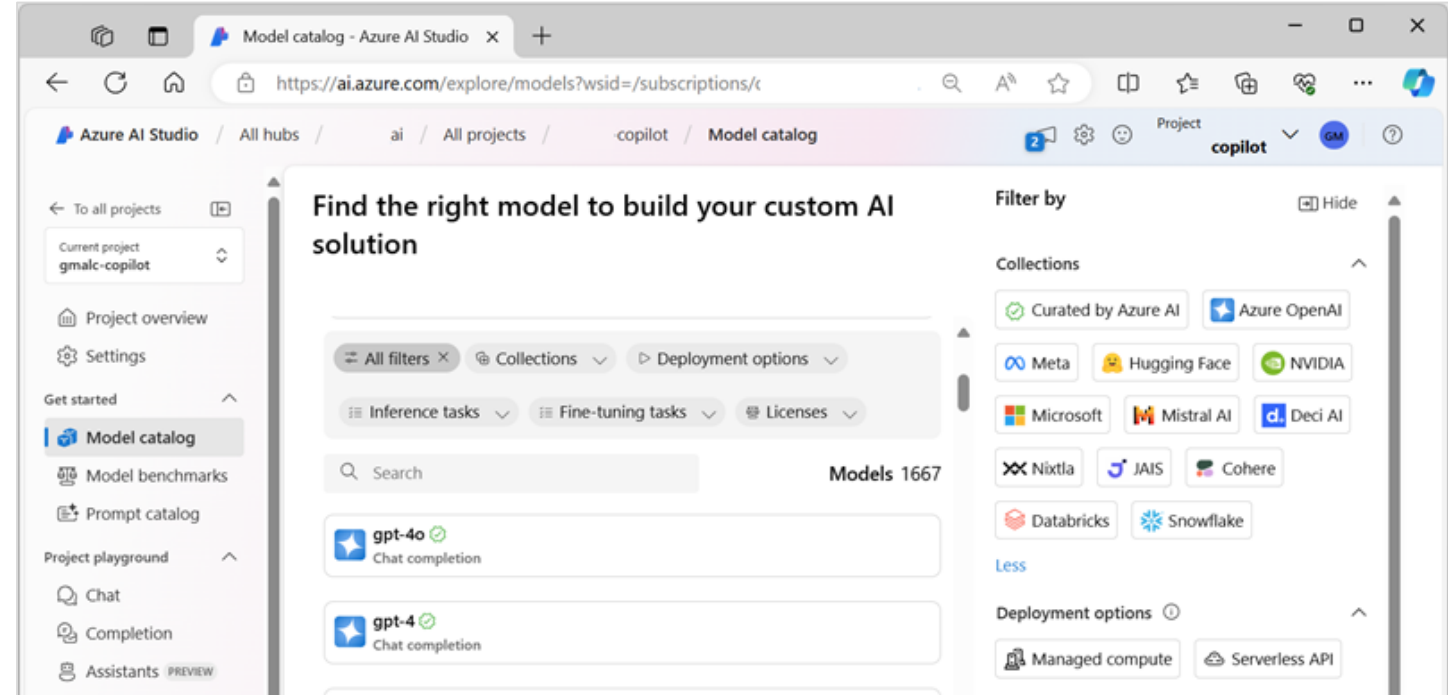 Model catalog - Azure AI Studio
https://ai.azure.com/explore/models?wsid=/subscriptions/
Azure AI Studio / All hubs / ai / All projects / -copilot / Model catalog
2
Project
copilot
GM
To all projects
Current project
gmalc-copilot
Project overview
Settings
Get started
Model catalog
Model benchmarks
Prompt catalog
Project playground
Chat
Completion
Assistants PREVIEW
Find the right model to build your custom AI
solution
All filters Collections Deployment options
Inference tasks Fine-tuning tasks Licenses
Search
Models 1667
gpt-4o
Chat completion
gpt-4
Chat completion
Filter by
Hide
Collections
Curated by Azure AI Azure OpenAI
Meta Hugging Face NVIDIA
Microsoft Mistral AI Deci AI
Nixtla JAIS Cohere
Databricks Snowflake
Less
Deployment options
Managed compute Serverless API